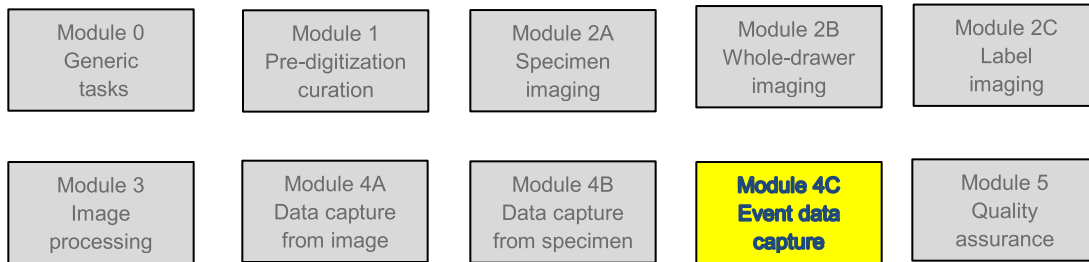 Module 0
Generic
tasks
Module 1
Pre-digitization
curation
Module 2A
Specimen
imaging
Module 2B
Whole-drawer
imaging
Module 2C
Label
imaging
Module 3
Image
processing
Module 4A
Data capture
from image
Module 4B
Data capture
from specimen
Module 4C
Event data
capture
Module 5
Quality
assurance